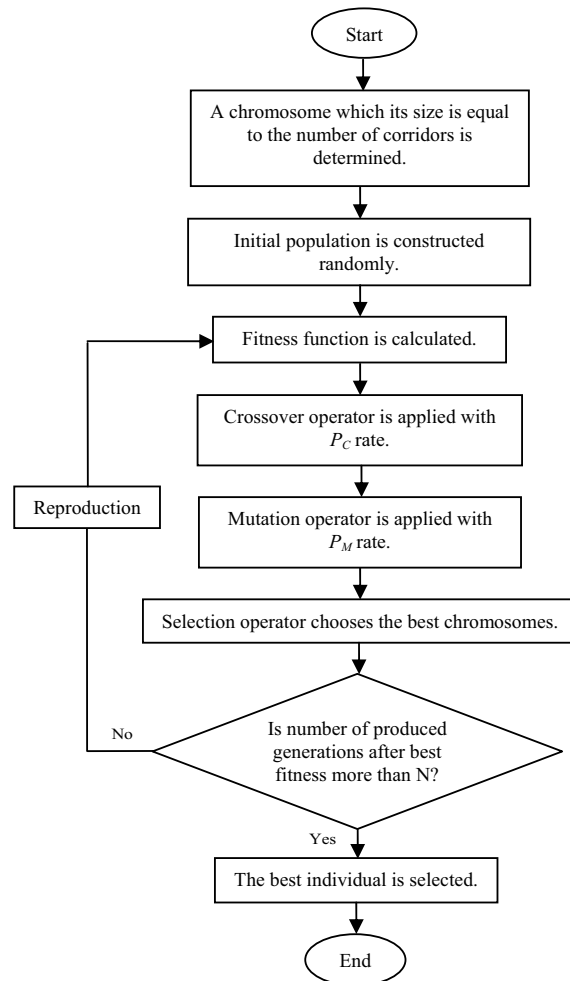 Start
A chromosome which its size is equal
to the number of corridors is
determined.
Initial population is constructed
randomly.
Fitness function is calculated.
Crossover operator is applied with
P_C rate.
Reproduction
Mutation operator is applied with
P_M rate.
Selection operator chooses the best chromosomes.
No
Is number of produced
generations after best
fitness more than N?
Yes
The best individual is selected.
End